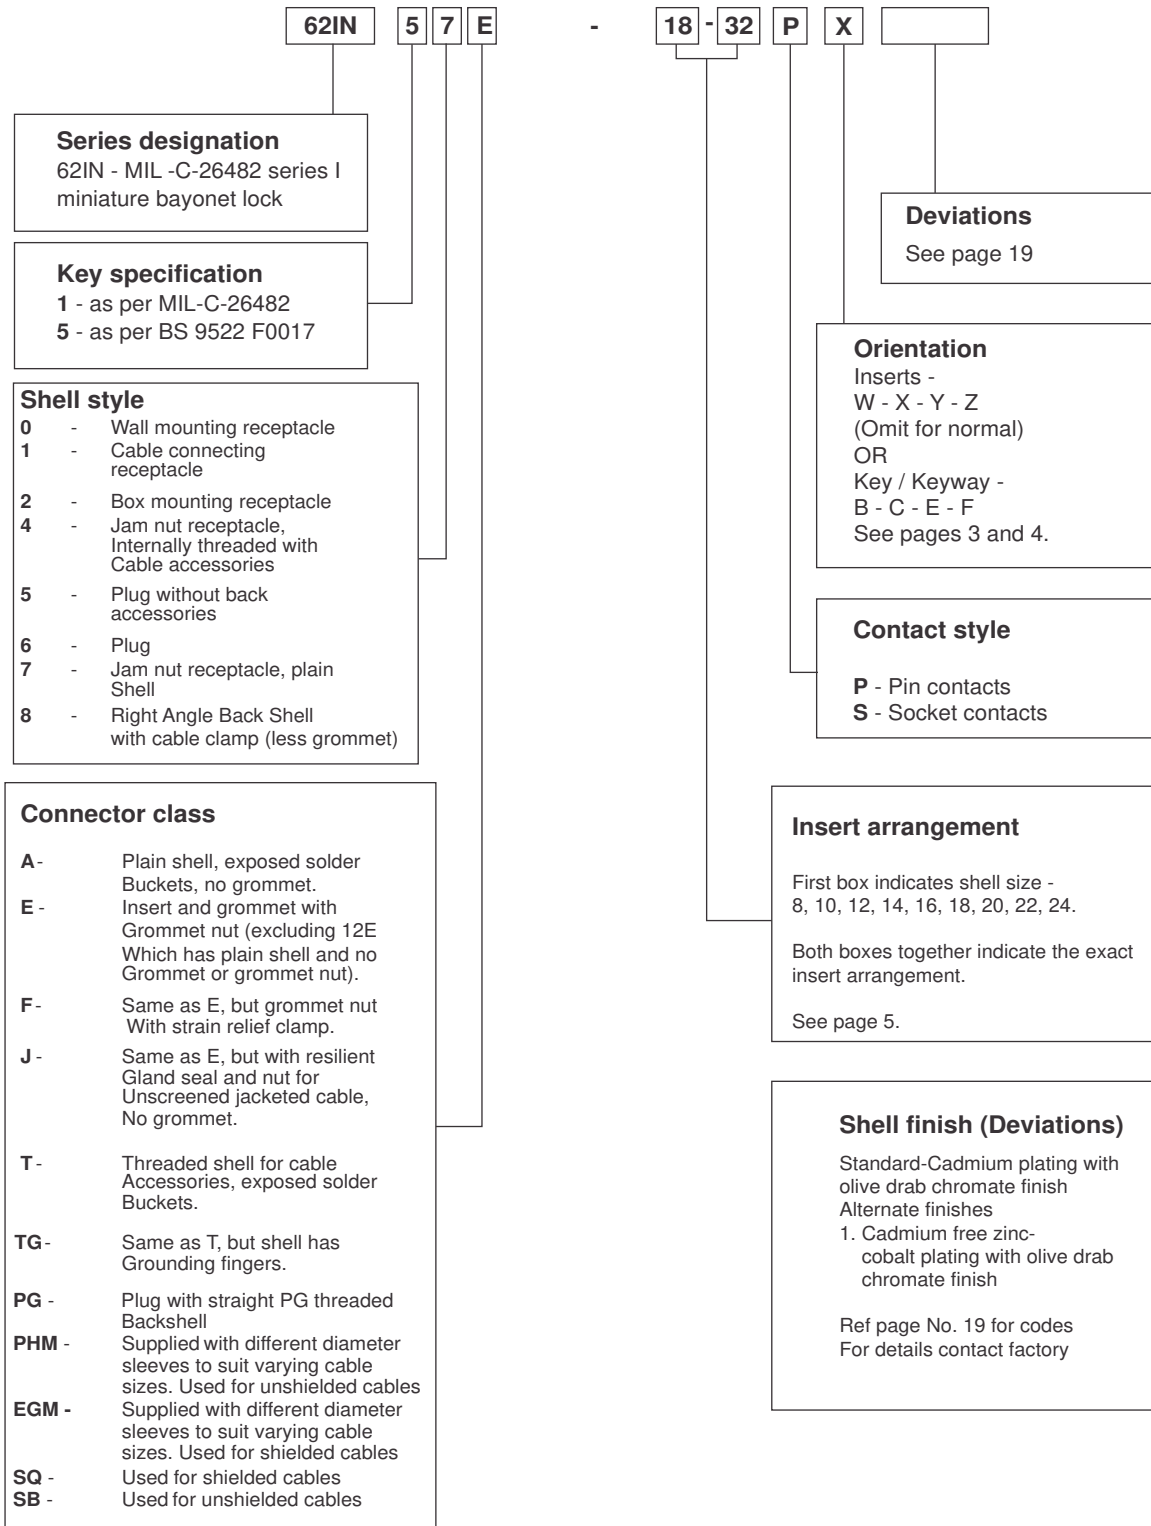 62IN 5 7 E - 18 - 32 P X
Series designation
62IN - MIL -C-26482 series I
miniature bayonet lock
Key specification
1 - as per MIL-C-26482
5 - as per BS 9522 F0017
Shell style
0 - Wall mounting receptacle
1 - Cable connecting
receptacle
2 - Box mounting receptacle
4 - Jam nut receptacle,
Internally threaded with
Cable accessories
5 - Plug without back
accessories
6 - Plug
7 - Jam nut receptacle, plain
Shell
8 - Right Angle Back Shell
with cable clamp (less grommet)
Connector class
A - Plain shell, exposed solder
Buckets, no grommet.
E - Insert and grommet with
Grommet nut (excluding 12E
Which has plain shell and no
Grommet or grommet nut).
F - Same as E, but grommet nut
With strain relief clamp.
J - Same as E, but with resilient
Gland seal and nut for
Unscreened jacketed cable,
No grommet.
T - Threaded shell for cable
Accessories, exposed solder
Buckets.
TG - Same as T, but shell has
Grounding fingers.
PG - Plug with straight PG threaded
Backshell
PHM - Supplied with different diameter
sleeves to suit varying cable
sizes. Used for unshielded cables
EGM - Supplied with different diameter
sleeves to suit varying cable
sizes. Used for shielded cables
SQ - Used for shielded cables
SB - Used for unshielded cables
Deviations
See page 19
Orientation
Inserts -
W - X - Y - Z
(Omit for normal)
OR
Key / Keyway -
B - C - E - F
See pages 3 and 4.
Contact style
P - Pin contacts
S - Socket contacts
Insert arrangement
First box indicates shell size -
8, 10, 12, 14, 16, 18, 20, 22, 24.
Both boxes together indicate the exact
insert arrangement.
See page 5.
Shell finish (Deviations)
Standard-Cadmium plating with
olive drab chromate finish
Alternate finishes
1. Cadmium free zinc-
cobalt plating with olive drab
chromate finish
Ref page No. 19 for codes
For details contact factory